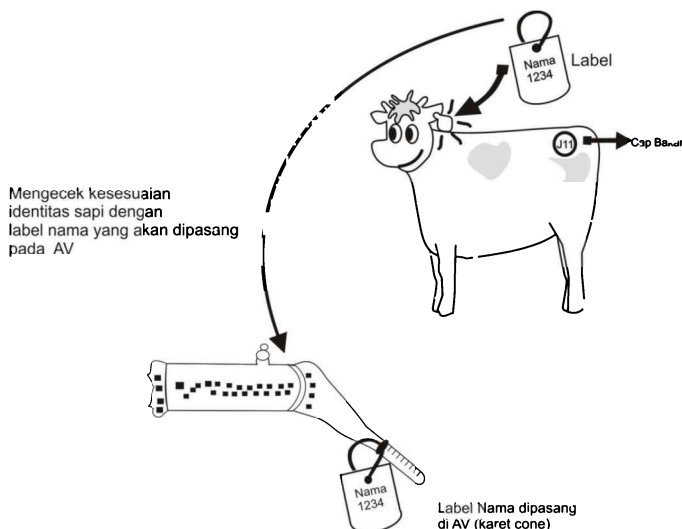 Nama
1234
Label
J11
Cap
Mengecek kesesuaian
identitas sapi dengan
label nama yang akan dipasang
pada AV
Nama
1234
Label Nama dipasang
di AV (karet cone)